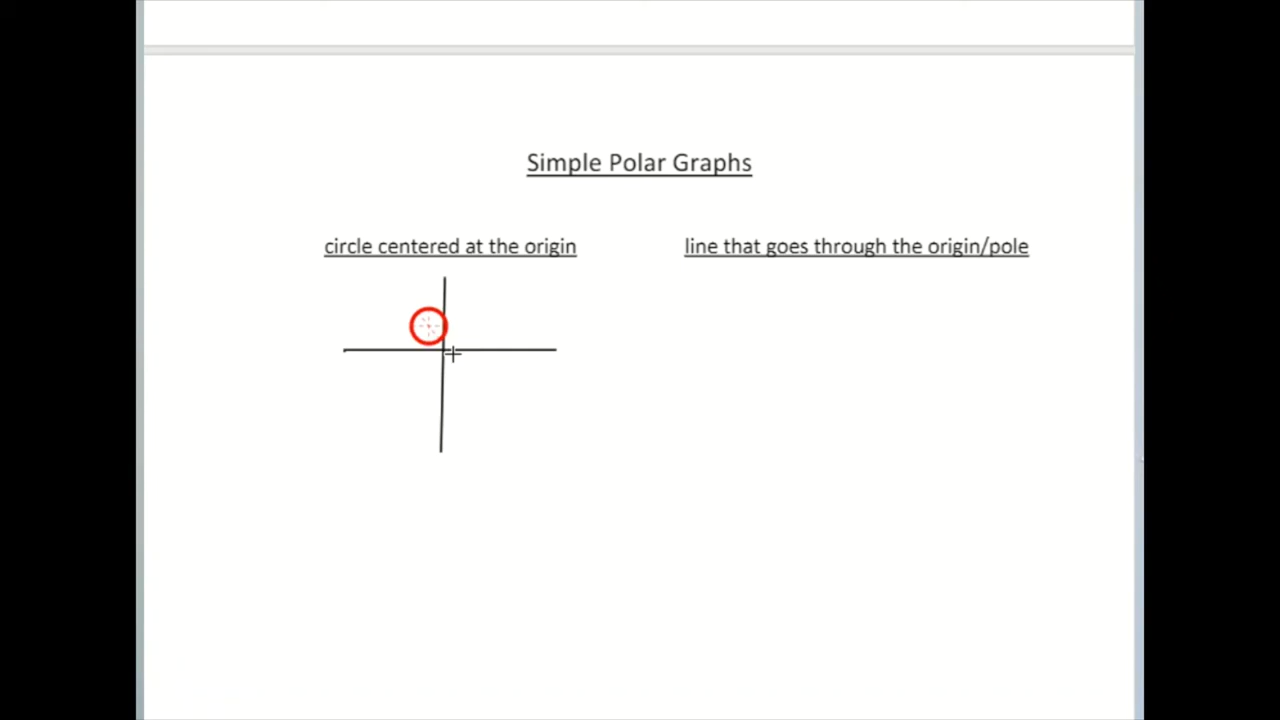 Simple Polar Graphs
circle centered at the origin
line that goes through the origin/pole